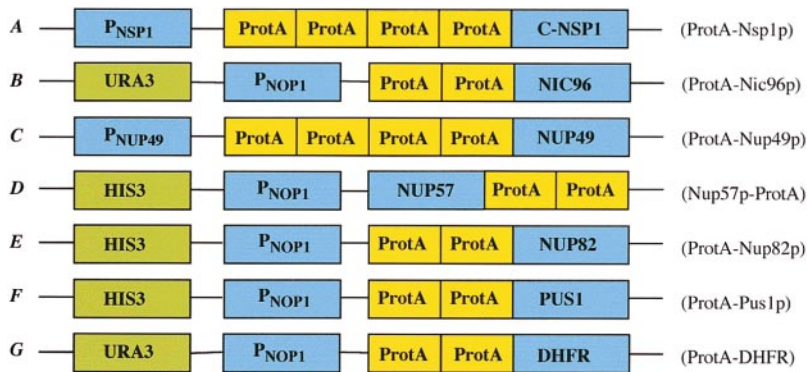 A P_NSP1 ProtA ProtA ProtA ProtA C-NSP1 (ProtA-Nsp1p)
B URA3 P_NOP1 ProtA ProtA NIC96 (ProtA-Nic96p)
C P_NUP49 ProtA ProtA ProtA ProtA NUP49 (ProtA-Nup49p)
D HIS3 P_NOP1 NUP57 ProtA ProtA (Nup57p-ProtA)
E HIS3 P_NOP1 ProtA ProtA NUP82 (ProtA-Nup82p)
F HIS3 P_NOP1 ProtA ProtA PUS1 (ProtA-Pus1p)
G URA3 P_NOP1 ProtA ProtA DHFR (ProtA-DHFR)